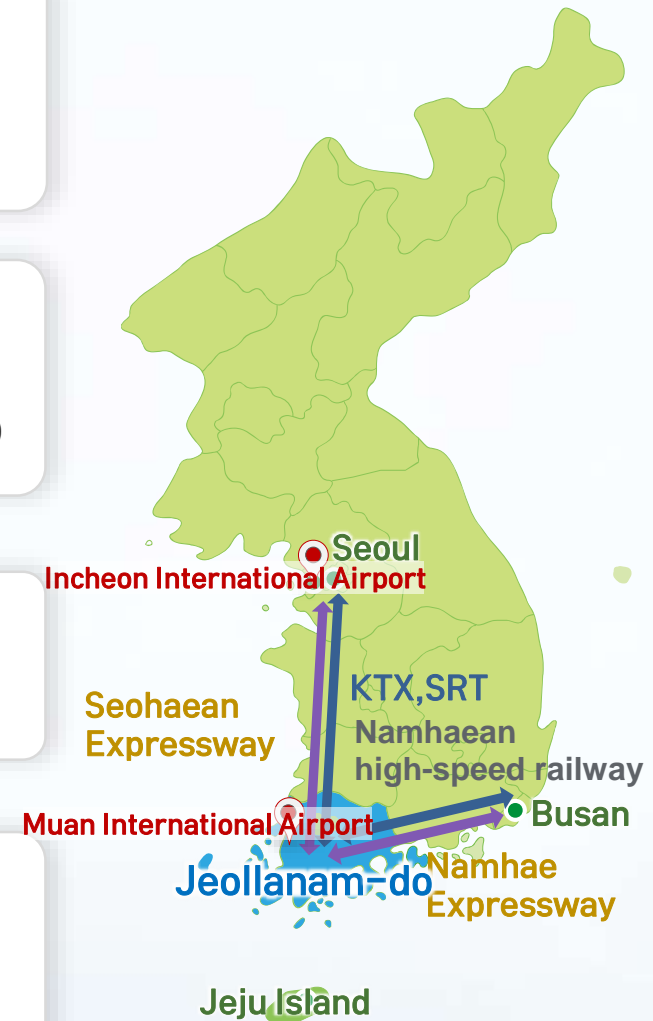 Seoul
Incheon International Airport
KTX,SRT
Seohaean
Expressway
Namhaean
high-speed railway
Busan
Muan International Airport
Namhae
Expressway
Jeollanam-do
Jeju Island
)